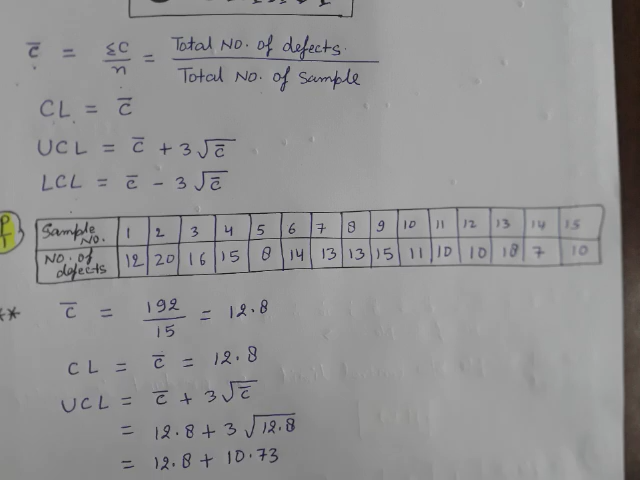 c̄ = Σc / n = Total No. of defects. / Total No. of sample
CL = c̄
UCL = c̄ + 3√c̄
LCL = c̄ - 3√c̄
P
1
Sample No. 1 2 3 4 5 6 7 8 9 10 11 12 13 14 15
No. of defects 12 20 16 15 8 14 13 13 15 11 10 10 18 7 10
** c̄ = 192 / 15 = 12.8
CL = c̄ = 12.8
UCL = c̄ + 3√c̄
= 12.8 + 3√12.8
= 12.8 + 10.73